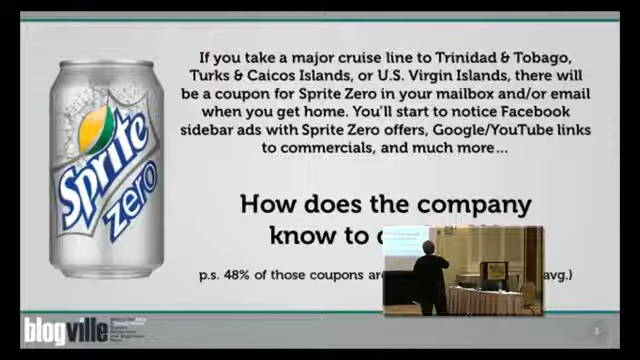 If you take a major cruise line to Trinidad & Tobago,
Turks & Caicos Islands, or U.S. Virgin Islands, there will
be a coupon for Sprite Zero in your mailbox and/or email
when you get home. You'll start to notice Facebook
sidebar ads with Sprite Zero offers, Google/YouTube links
to commercials, and much more...
Sprite
zero
How does the company
know to
p.s. 48% of those coupons are
avg.)
blogville